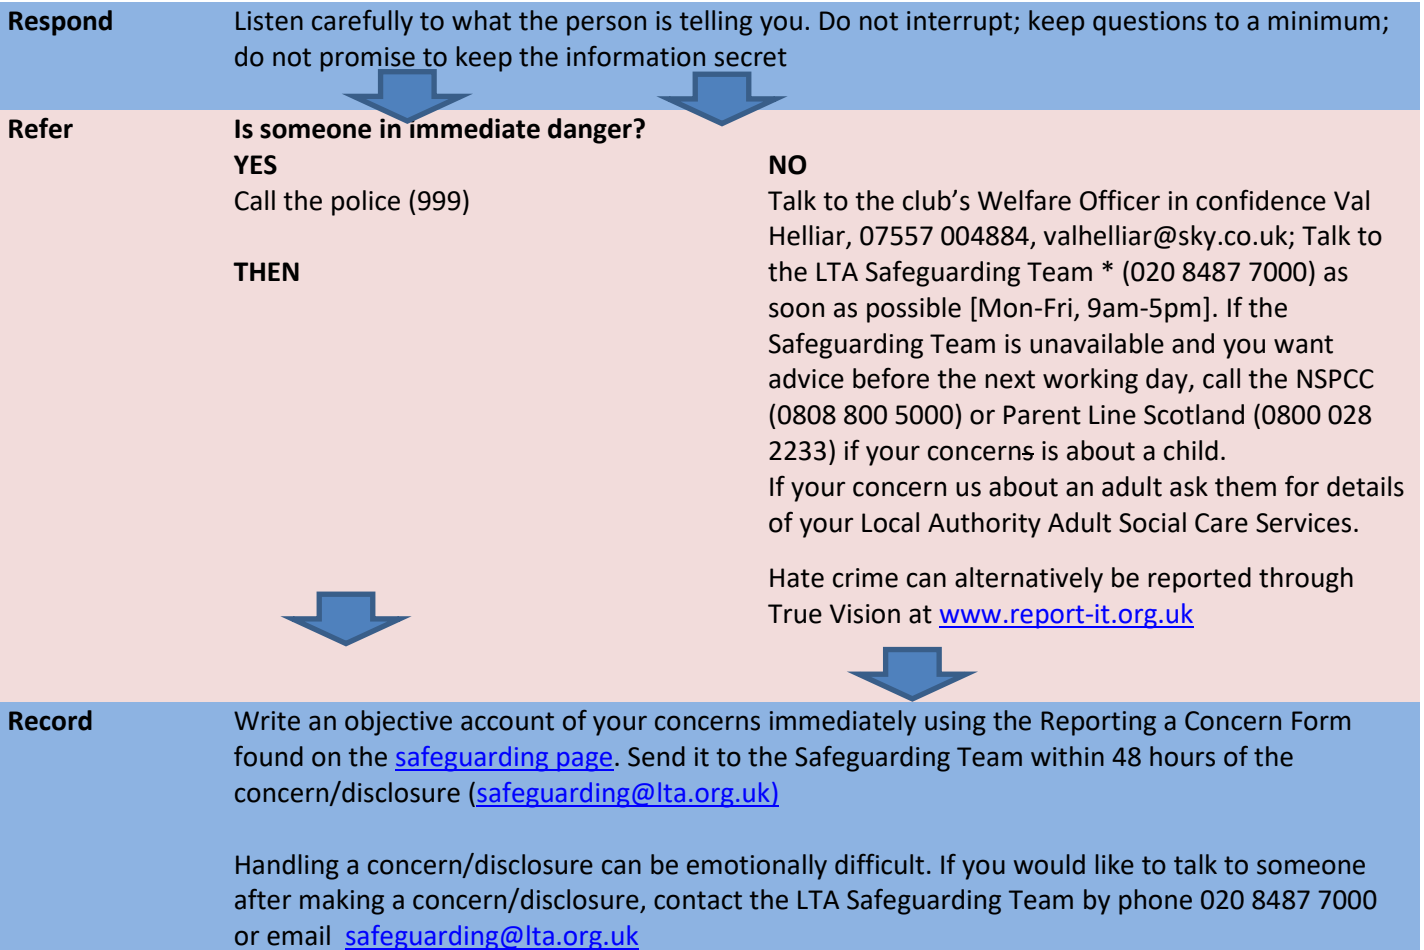 Respond
Listen carefully to what the person is telling you. Do not interrupt; keep questions to a minimum;
do not promise to keep the information secret
Refer
Is someone in immediate danger?
YES
Call the police (999)
THEN
NO
Talk to the club’s Welfare Officer in confidence Val
Helliar, 07557 004884, valhelliar@sky.co.uk; Talk to
the LTA Safeguarding Team * (020 8487 7000) as
soon as possible [Mon-Fri, 9am-5pm]. If the
Safeguarding Team is unavailable and you want
advice before the next working day, call the NSPCC
(0808 800 5000) or Parent Line Scotland (0800 028
2233) if your concerns is about a child.
If your concern us about an adult ask them for details
of your Local Authority Adult Social Care Services.
Hate crime can alternatively be reported through
True Vision at www.report-it.org.uk
Record
Write an objective account of your concerns immediately using the Reporting a Concern Form
found on the safeguarding page. Send it to the Safeguarding Team within 48 hours of the
concern/disclosure (safeguarding@lta.org.uk)
Handling a concern/disclosure can be emotionally difficult. If you would like to talk to someone
after making a concern/disclosure, contact the LTA Safeguarding Team by phone 020 8487 7000
or email safeguarding@lta.org.uk